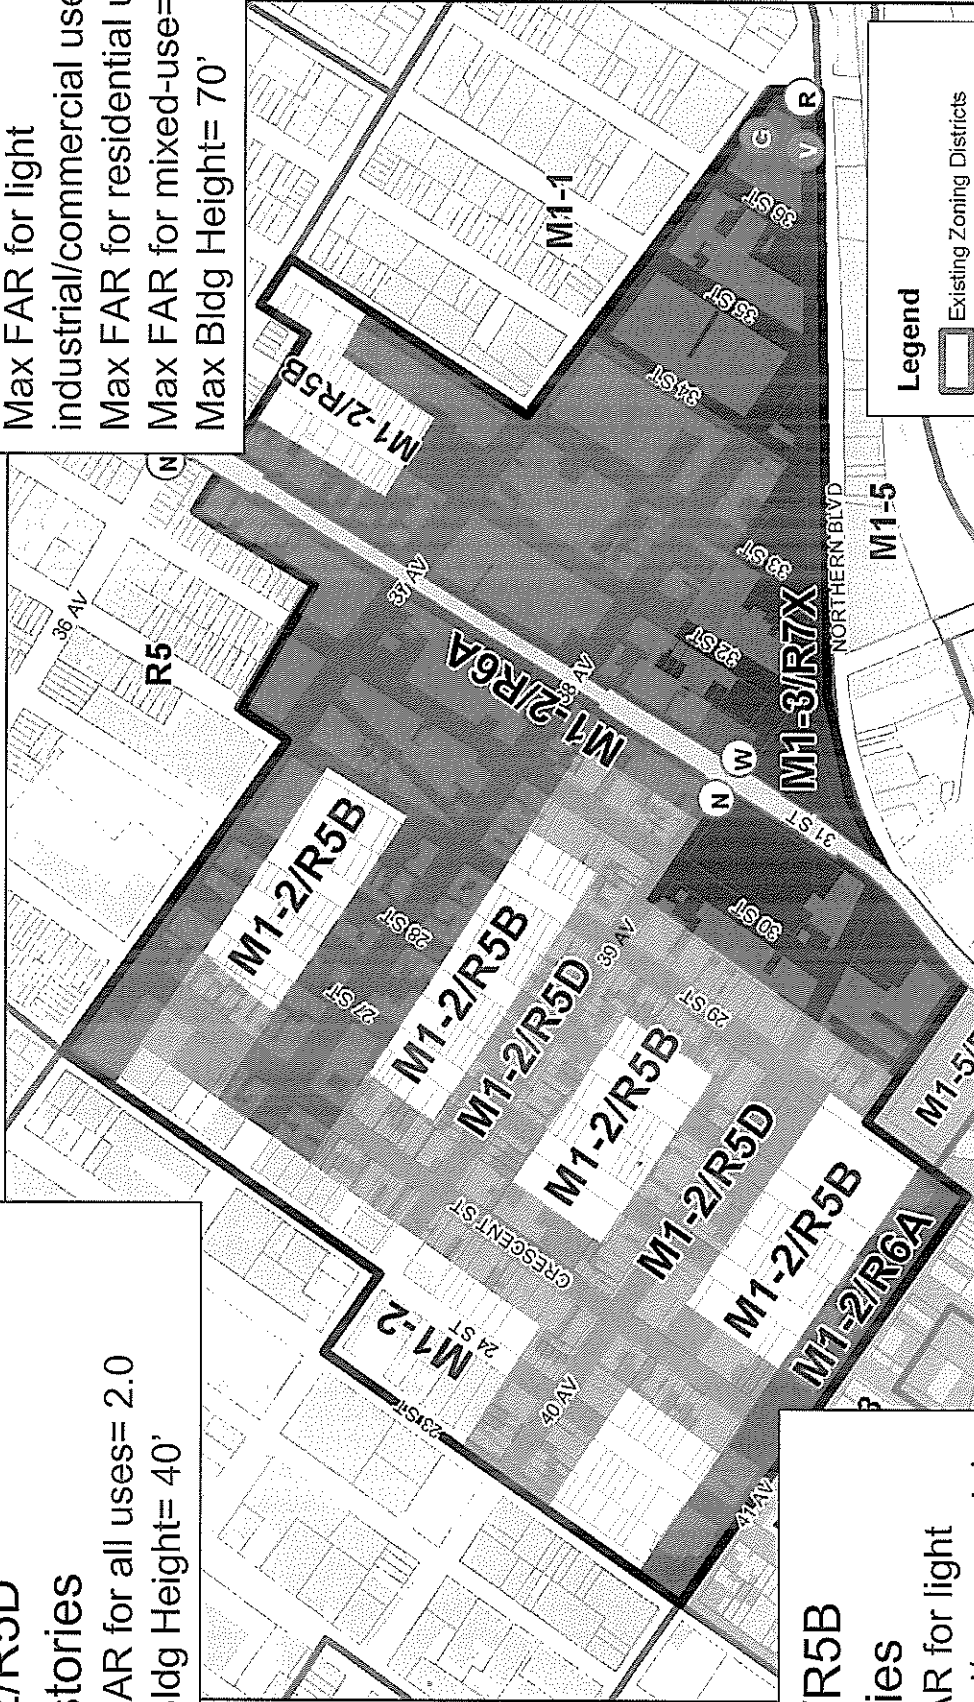 Max FAR for light
industrial/commercial use
Max FAR for residential u
Max FAR for mixed-use=
Max Bldg Height= 70'
/R5D
stories
AR for all uses= 2.0
ldg Height= 40'
/R5B
ies
AR for light
Legend
Existing Zoning Districts
N
36 AV
R5
M1-2/R5B
M1-1
37 AV
M1-2/R6A
38 AV
34 ST
35 ST
36 ST
G
V
R
33 ST
32 ST
NORTHERN BLVD
M1-5
M1-3/R7X
N
W
31 ST
30 ST
M1-2/R5B
28 ST
27 ST
M1-2/R5B
M1-2/R5D
39 AV
29 ST
M1-2/R5B
CRESCENT ST
M1-2/R5D
M1-2/R5B
M1-5/
M1-2/R6A
M1-2
24 ST
23 ST
40 AV
41 AV